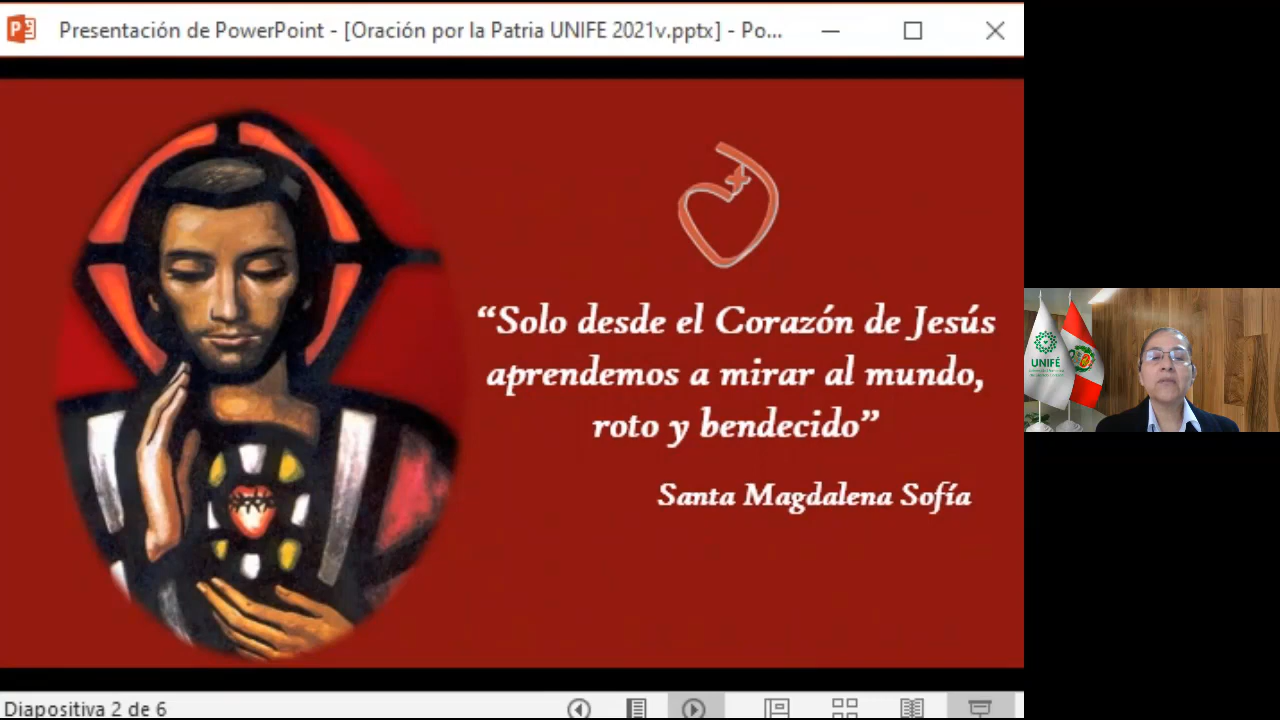 Presentación de PowerPoint - [Oración por la Patria UNIFE 2021v.pptx] - Po...
“Solo desde el Corazón de Jesús
aprendemos a mirar al mundo,
roto y bendecido”
Santa Magdalena Sofía
UNIFÉ
Diapositiva 2 de 6